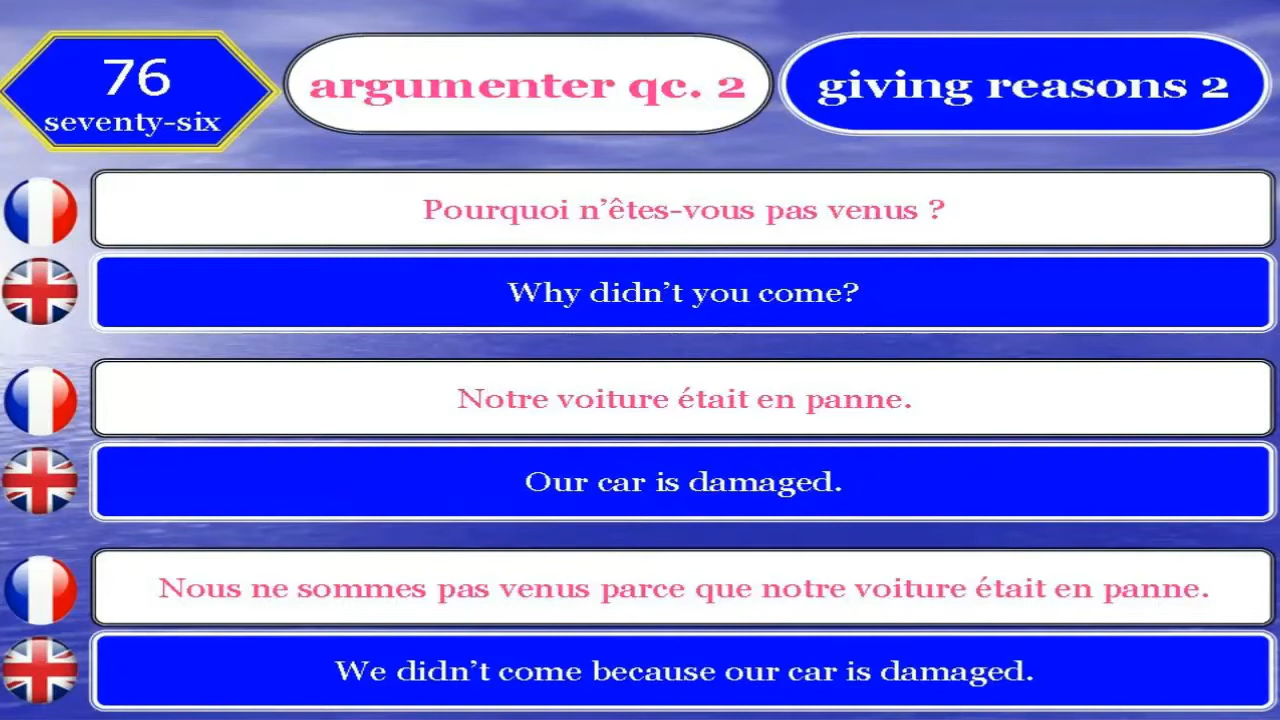 76
seventy-six
argumenter qc. 2
giving reasons 2
Pourquoi n’êtes-vous pas venus ?
Why didn’t you come?
Notre voiture était en panne.
Our car is damaged.
Nous ne sommes pas venus parce que notre voiture était en panne.
We didn’t come because our car is damaged.